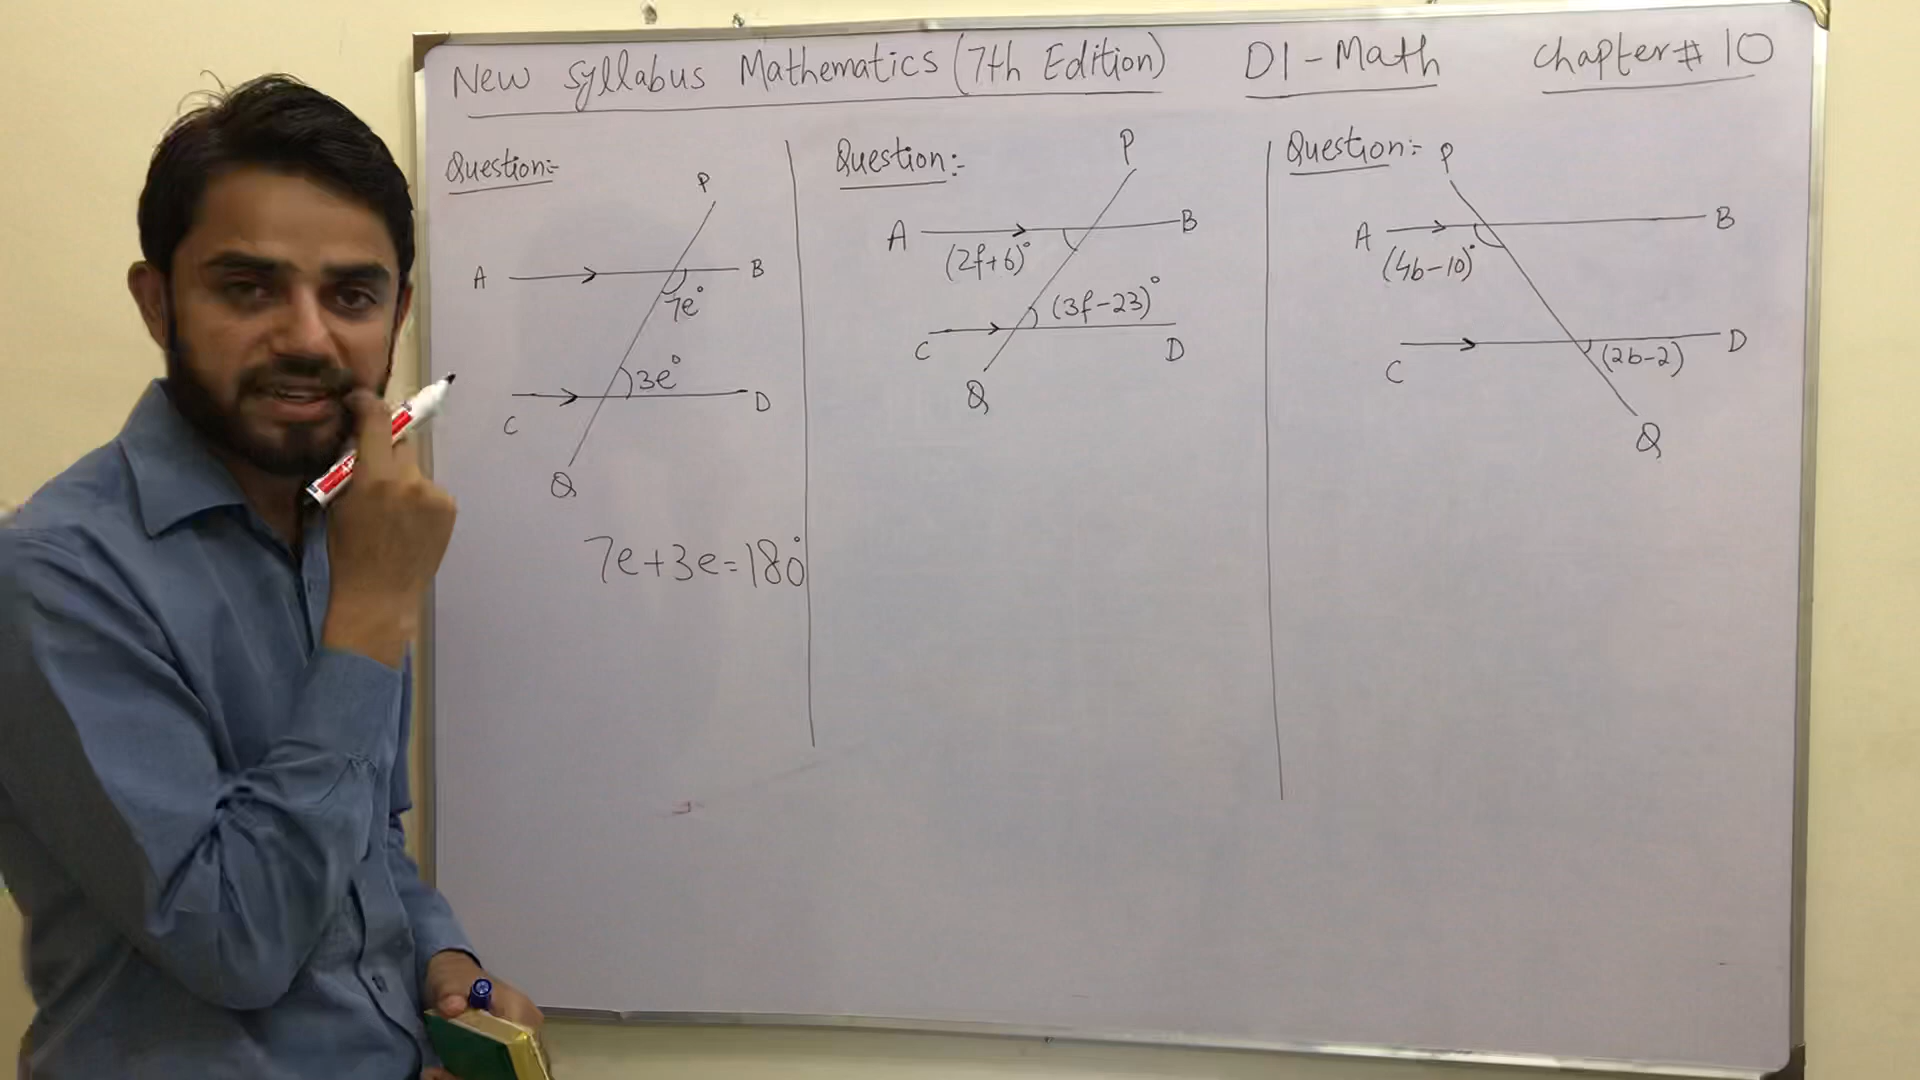 New Syllabus Mathematics (7th Edition) D1-Math Chapter# 10
Question:-
P
A
B
7e°
3e°
C
D
Q
7e+3e=180°
Question:-
P
A
B
(2f+6)°
(3f-23)°
C
D
Q
Question:-
P
A
B
(4b-10)°
C
D
(2b-2)
Q